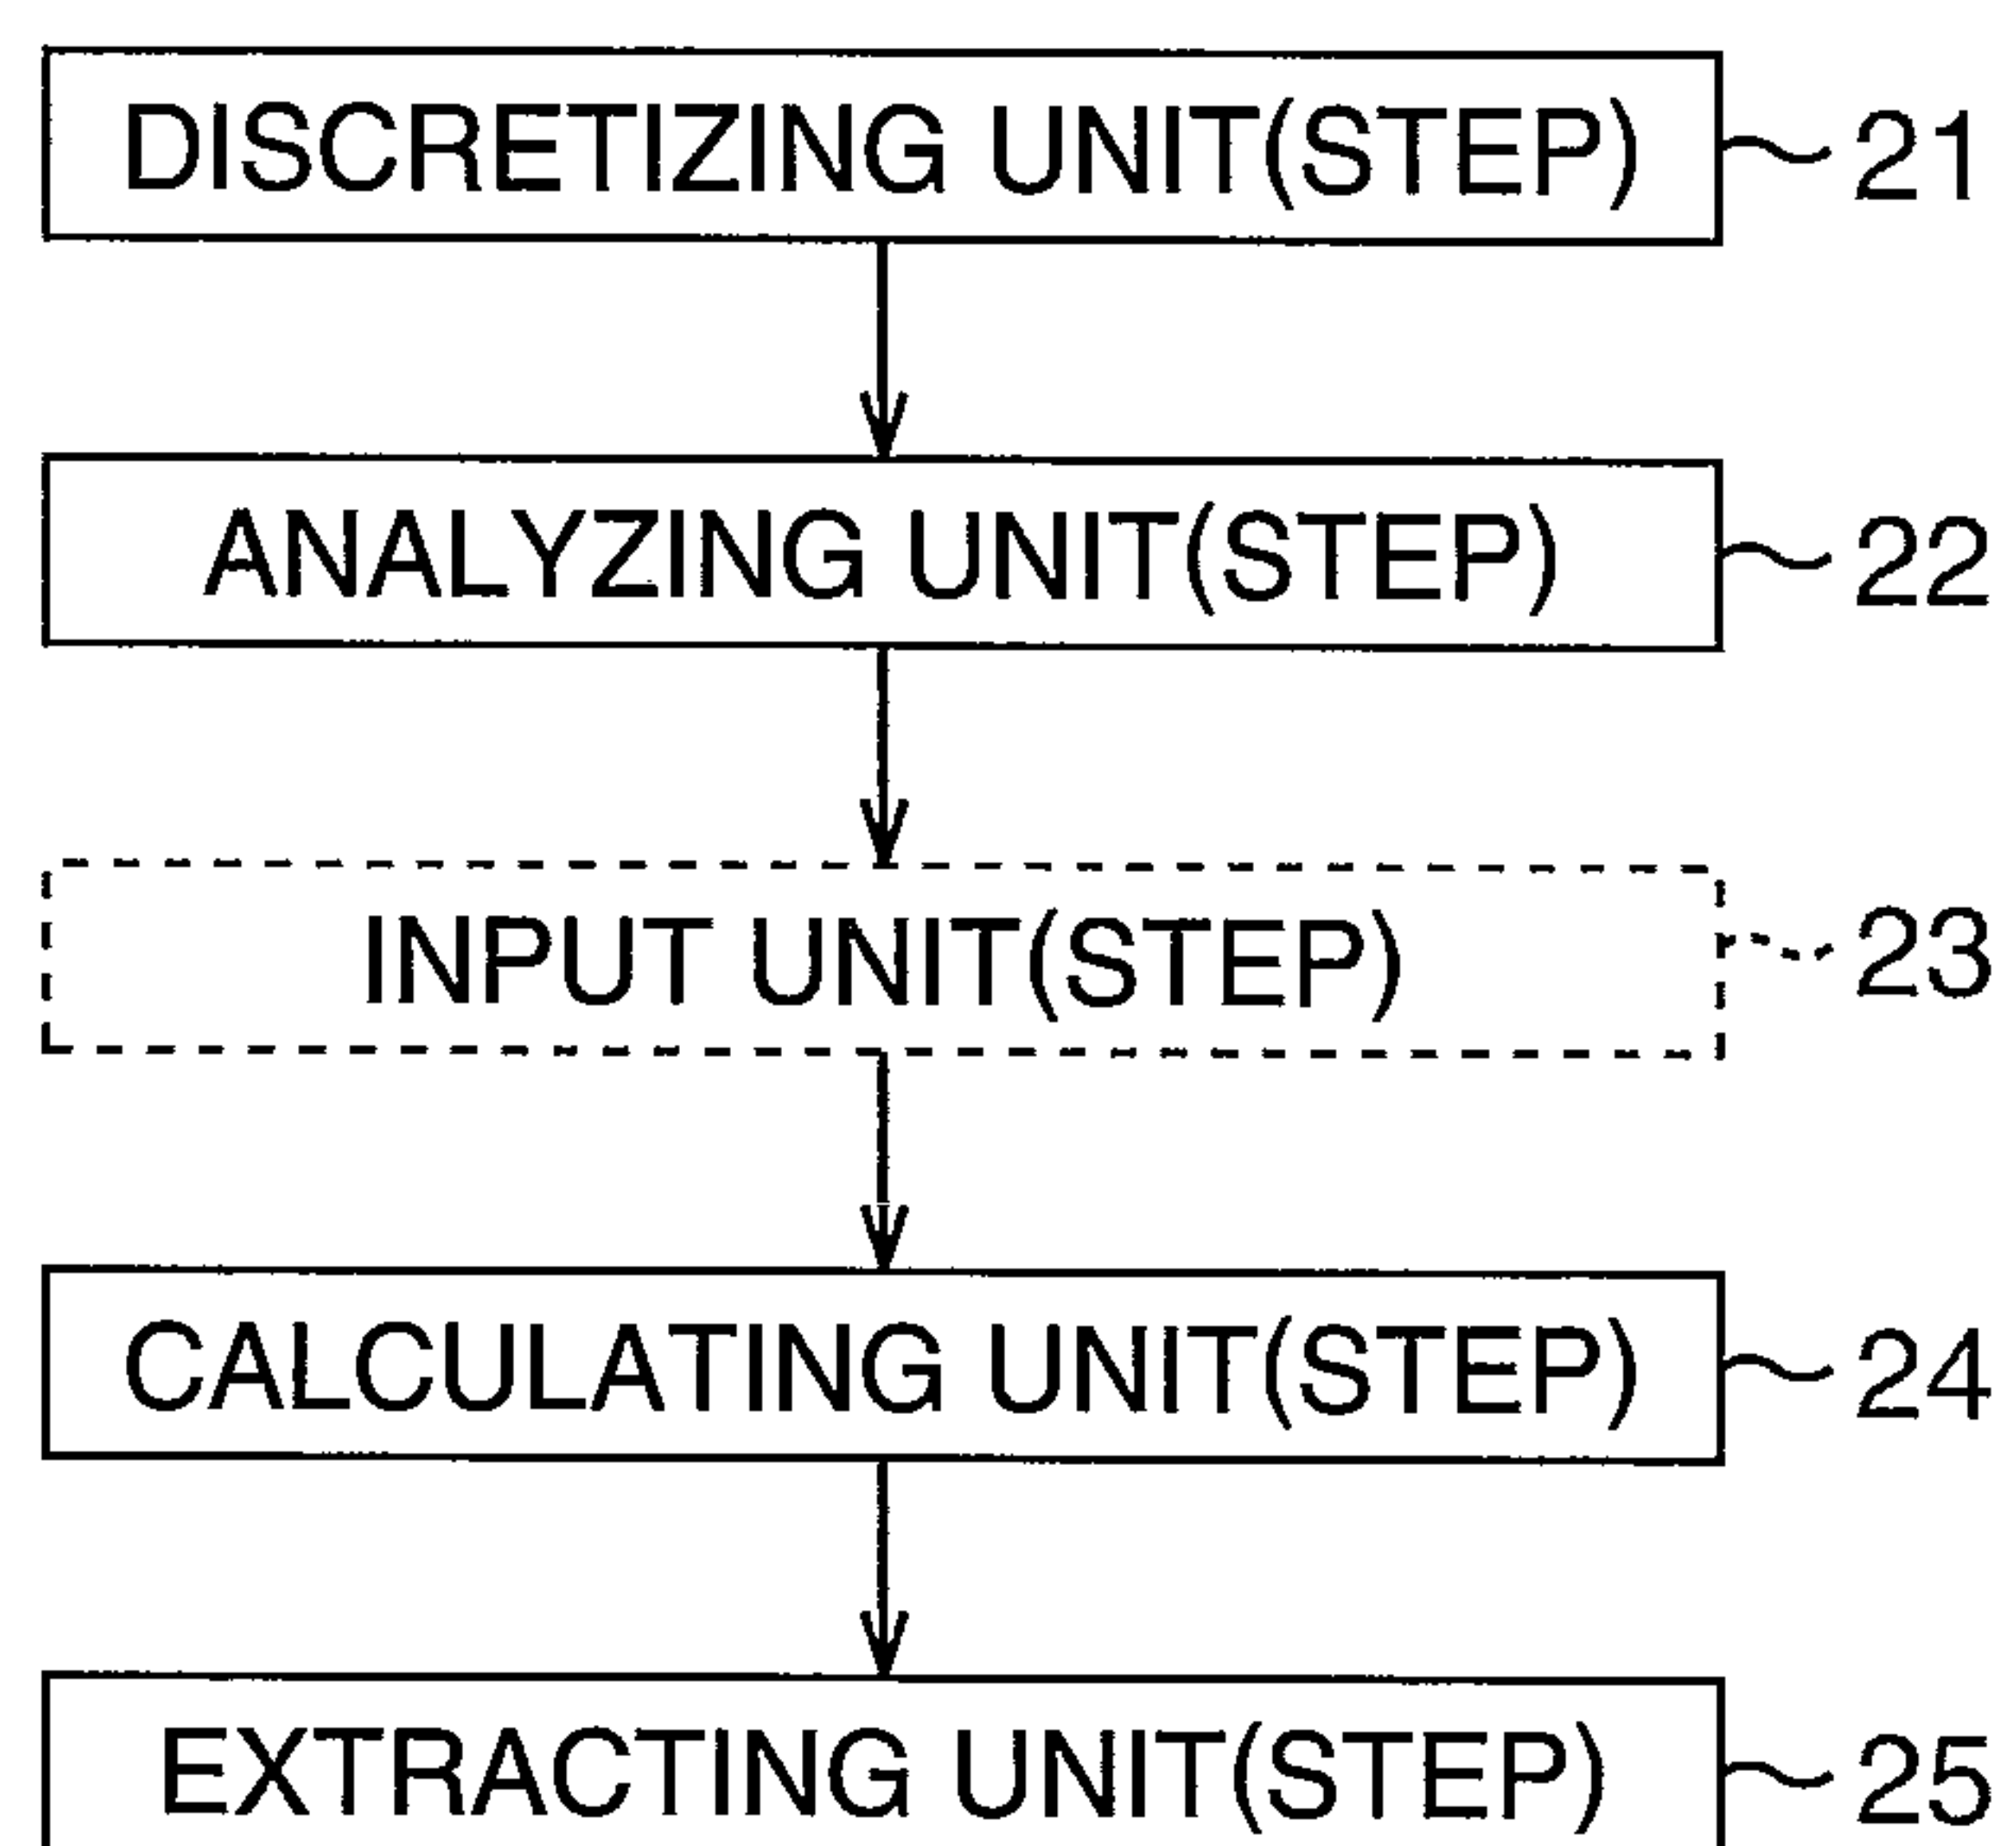 DISCRETIZING UNIT(STEP) 21
ANALYZING UNIT(STEP) 22
INPUT UNIT(STEP) 23
CALCULATING UNIT(STEP) 24
EXTRACTING UNIT(STEP) 25